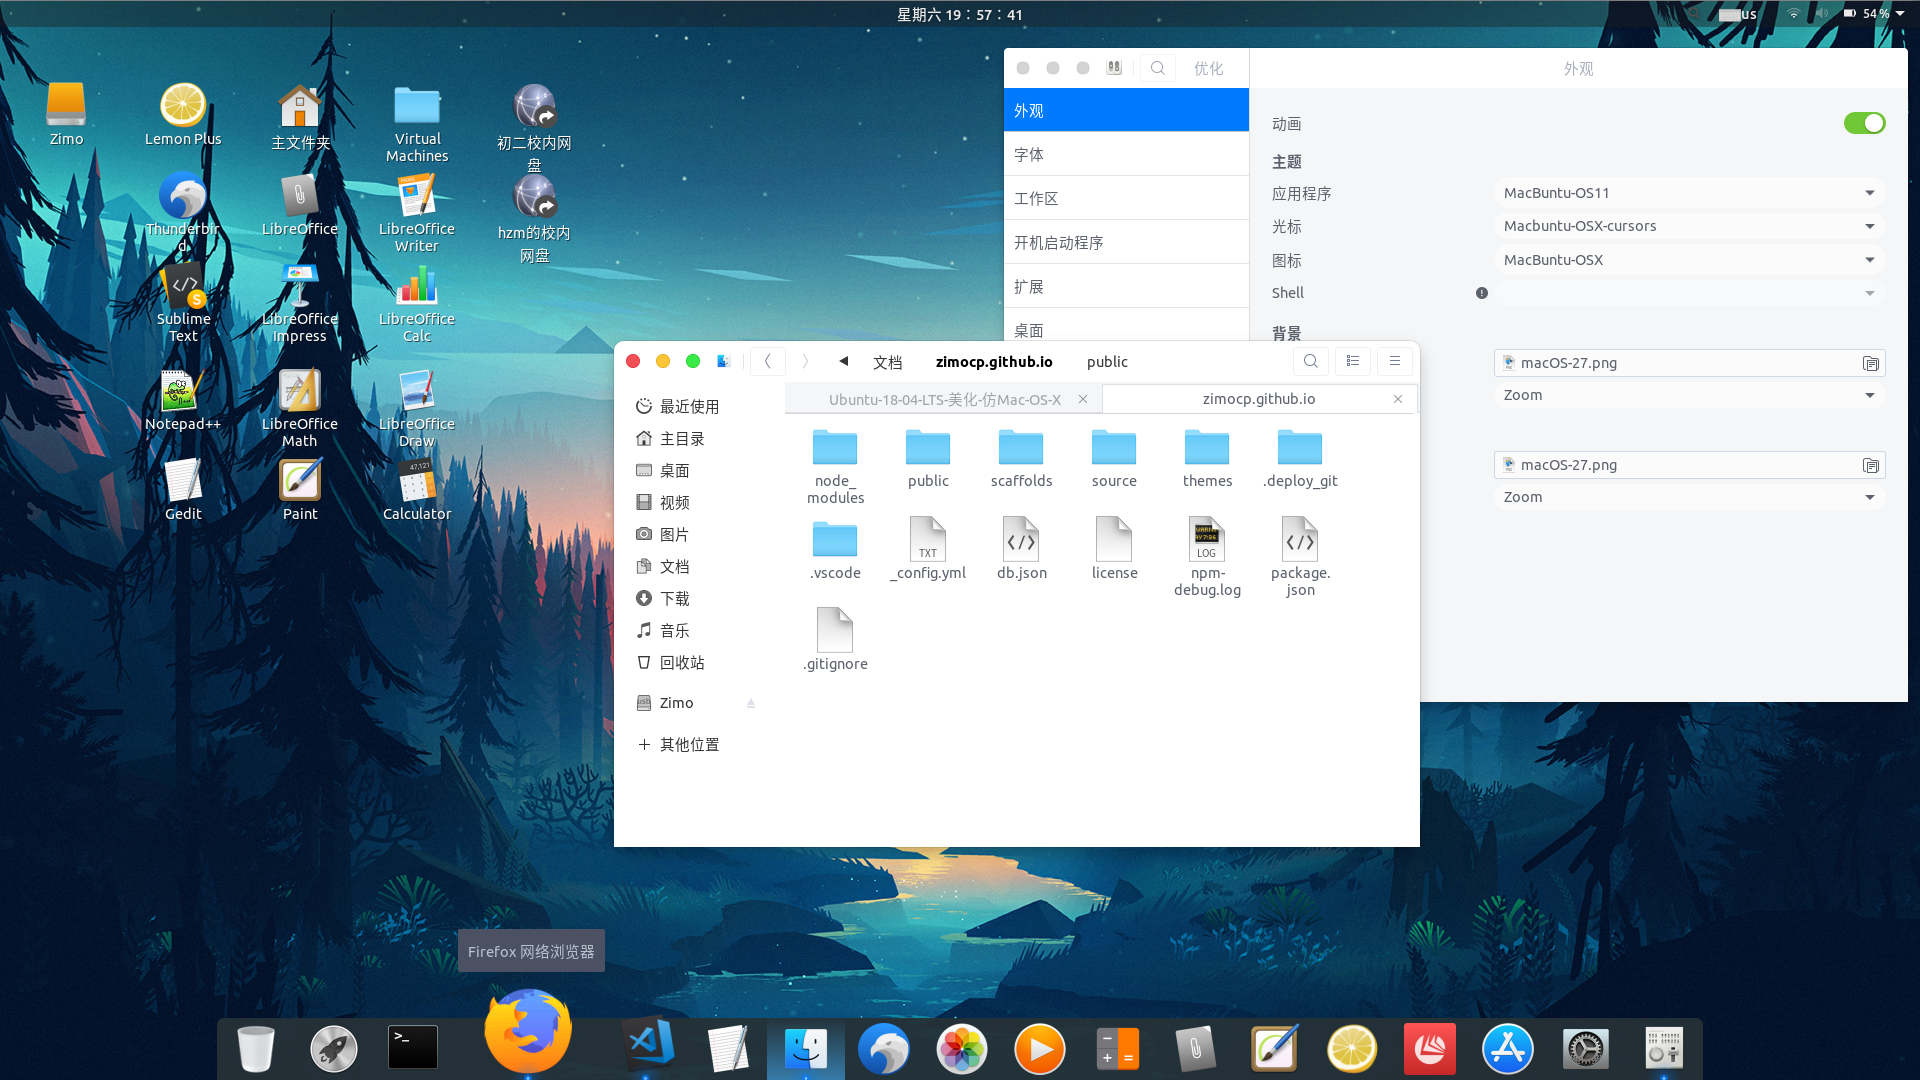 星期六 19：57：41
us
54 %
Zimo
Lemon Plus
主文件夹
Virtual
Machines
初二校内网
盘
Thunderbir
d
LibreOffice
LibreOffice
Writer
hzm的校内
网盘
Sublime
Text
LibreOffice
Impress
LibreOffice
Calc
Notepad++
LibreOffice
Math
LibreOffice
Draw
47,121
Gedit
Paint
Calculator
优化
外观
外观
字体
工作区
开机启动程序
扩展
桌面
动画
主题
应用程序
MacBuntu-OS11
光标
Macbuntu-OSX-cursors
图标
MacBuntu-OSX
Shell
背景
macOS-27.png
Zoom
macOS-27.png
Zoom
文档
zimocp.github.io
public
Ubuntu-18-04-LTS-美化-仿Mac-OS-X
zimocp.github.io
最近使用
主目录
桌面
视频
图片
文档
下载
音乐
回收站
Zimo
其他位置
node_
modules
public
scaffolds
source
themes
.deploy_git
.vscode
TXT
_config.yml
db.json
license
LOG
npm-
debug.log
package.
json
.gitignore
Firefox 网络浏览器
>_